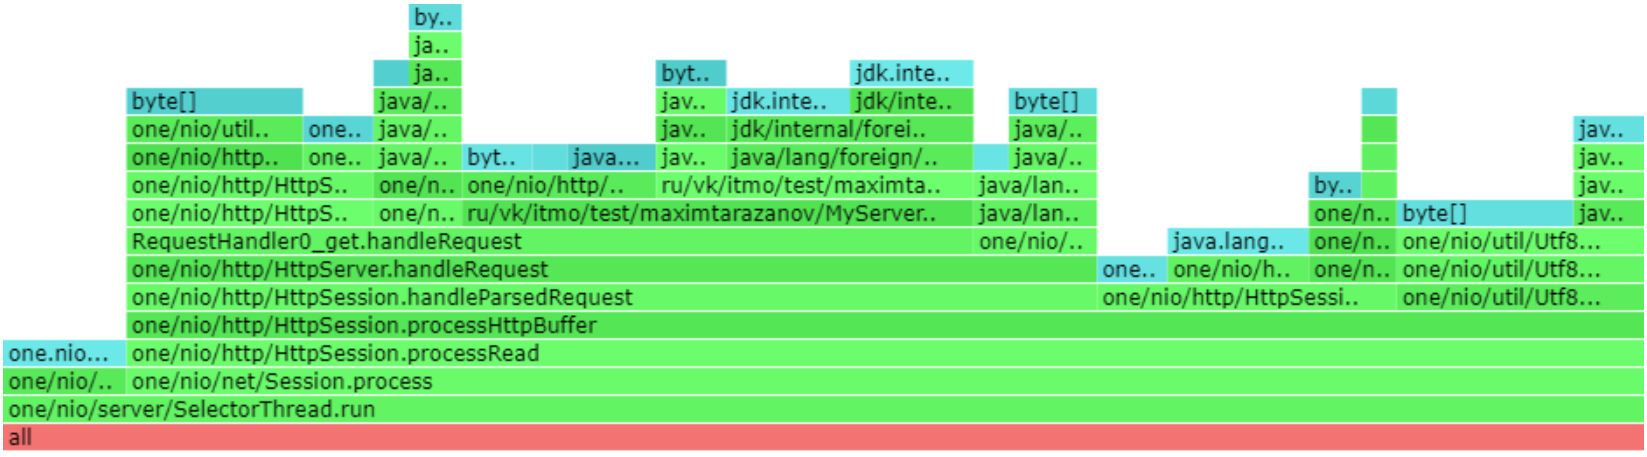 by..
ja..
ja.. byt.. jdk.inte..
byte[] java/.. jav.. jdk.inte.. jdk/inte.. byte[]
one/nio/util.. one.. java/.. jav.. jdk/internal/forei.. java/.. jav..
one/nio/http.. one.. java/.. byt.. java... jav.. java/lang/foreign/.. java/.. jav..
one/nio/http/HttpS.. one/n.. one/nio/http/.. ru/vk/itmo/test/maximta.. java/lan.. by.. jav..
one/nio/http/HttpS.. one/n.. ru/vk/itmo/test/maximtarazanov/MyServer.. java/lan.. one/n.. byte[] jav..
RequestHandler0_get.handleRequest one/nio/.. java.lang.. one/n.. one/nio/util/Utf8...
one/nio/http/HttpServer.handleRequest one.. one/nio/h.. one/n.. one/nio/util/Utf8...
one/nio/http/HttpSession.handleParsedRequest one/nio/http/HttpSessi.. one/nio/util/Utf8...
one/nio/http/HttpSession.processHttpBuffer
one.nio... one/nio/http/HttpSession.processRead
one/nio/.. one/nio/net/Session.process
one/nio/server/SelectorThread.run
all